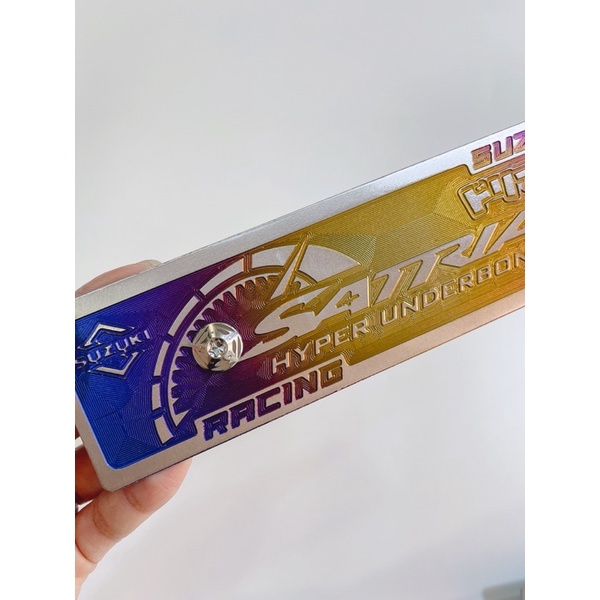 SUZ
SATRIA
HYPER UNDERBON
SUZUKI
RACING